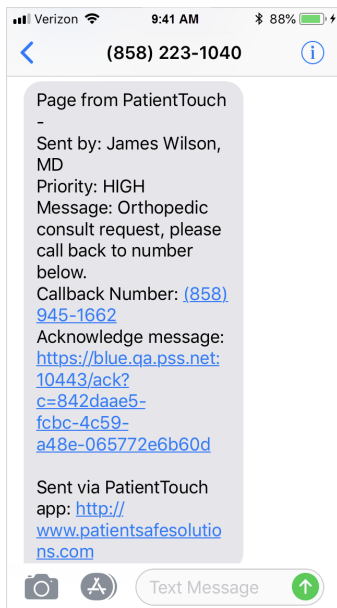 Verizon 9:41 AM 88%
(858) 223-1040
Page from PatientTouch
-
Sent by: James Wilson,
MD
Priority: HIGH
Message: Orthopedic
consult request, please
call back to number
below.
Callback Number: (858)
945-1662
Acknowledge message:
https://blue.qa.pss.net:
10443/ack?
c=842daae5-
fcbc-4c59-
a48e-065772e6b60d
Sent via PatientTouch
app: http://
www.patientsafesolutio
ns.com
Text Message